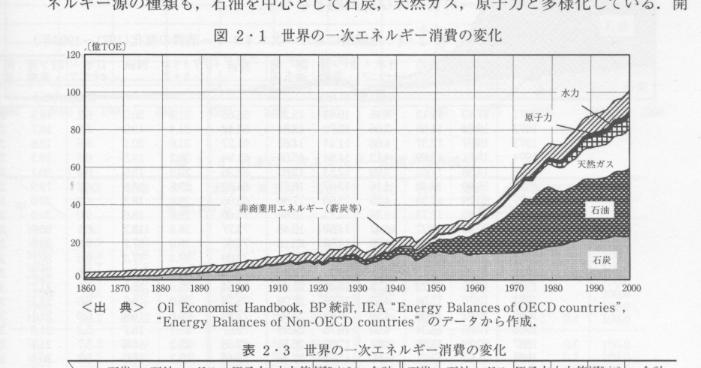 ネルギー源の種類も，石油を中心として石炭，天然ガス，原子力と多様化している．開
図 2・1 世界の一次エネルギー消費の変化
(億TOE)
120
100
80
60
40
20
0
水力
原子力
天然ガス
非商業用エネルギー(薪炭等)
石油
石炭
1860 1870 1880 1890 1900 1910 1920 1930 1940 1950 1960 1970 1980 1990 2000
＜出　典＞ Oil Economist Handbook, BP統計, IEA “Energy Balances of OECD countries”,
“Energy Balances of Non-OECD countries” のデータから作成．
表 2・3 世界の一次エネルギー消費の変化